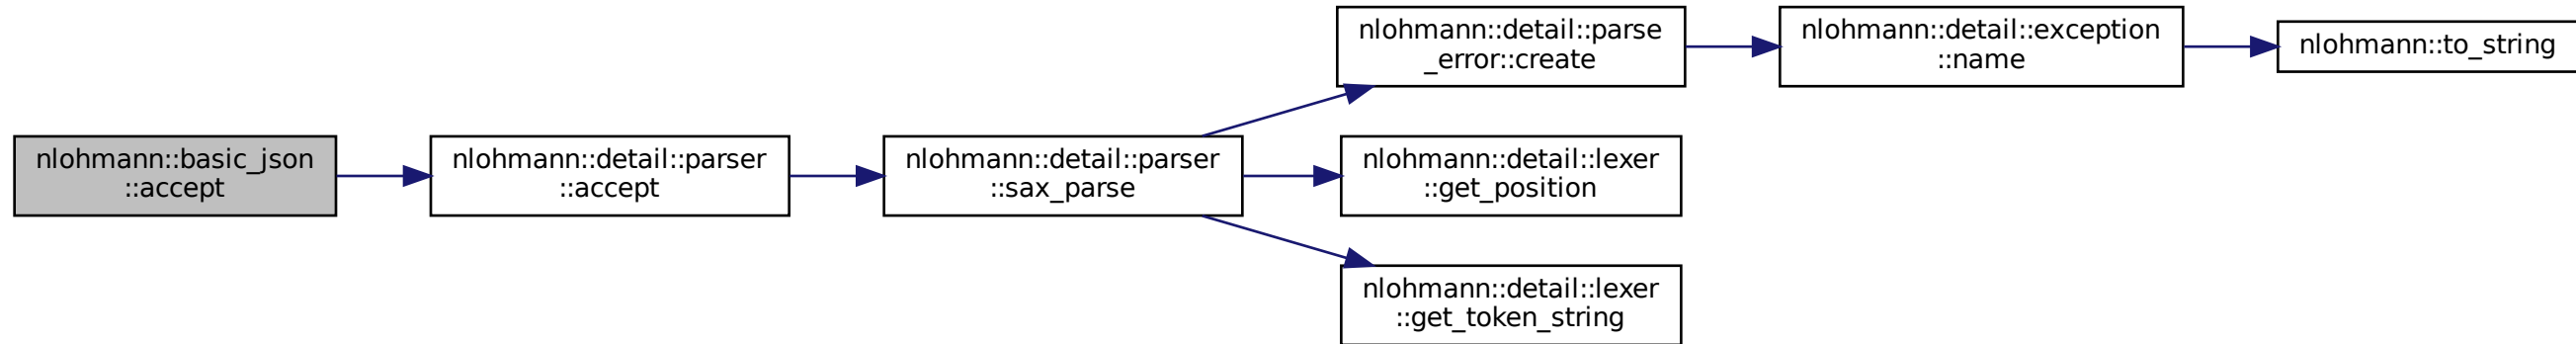 nlohmann::basic_json
::accept
nlohmann::detail::parser
::accept
nlohmann::detail::parser
::sax_parse
nlohmann::detail::parse
_error::create
nlohmann::detail::exception
::name
nlohmann::to_string
nlohmann::detail::lexer
::get_position
nlohmann::detail::lexer
::get_token_string